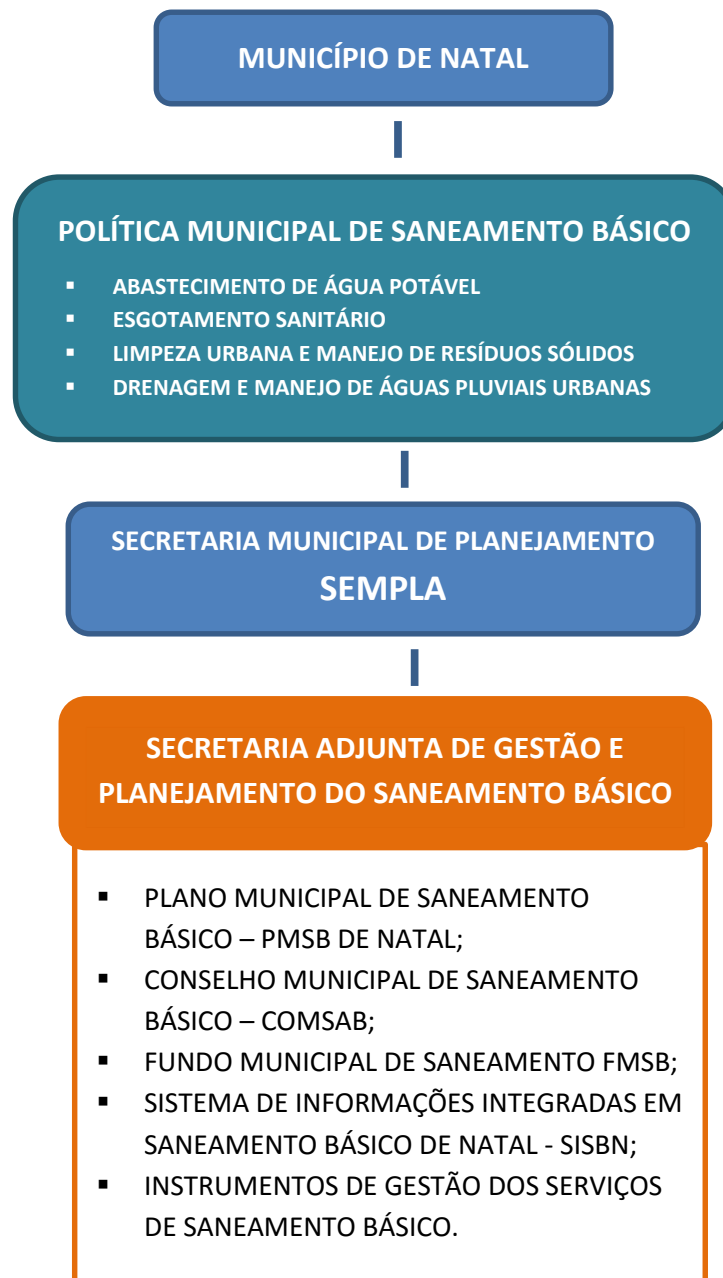 MUNICÍPIO DE NATAL
POLÍTICA MUNICIPAL DE SANEAMENTO BÁSICO
▪ ABASTECIMENTO DE ÁGUA POTÁVEL
▪ ESGOTAMENTO SANITÁRIO
▪ LIMPEZA URBANA E MANEJO DE RESÍDUOS SÓLIDOS
▪ DRENAGEM E MANEJO DE ÁGUAS PLUVIAIS URBANAS
SECRETARIA MUNICIPAL DE PLANEJAMENTO
SEMPLA
SECRETARIA ADJUNTA DE GESTÃO E
PLANEJAMENTO DO SANEAMENTO BÁSICO
▪ PLANO MUNICIPAL DE SANEAMENTO
BÁSICO – PMSB DE NATAL;
▪ CONSELHO MUNICIPAL DE SANEAMENTO
BÁSICO – COMSAB;
▪ FUNDO MUNICIPAL DE SANEAMENTO FMSB;
▪ SISTEMA DE INFORMAÇÕES INTEGRADAS EM
SANEAMENTO BÁSICO DE NATAL - SISBN;
▪ INSTRUMENTOS DE GESTÃO DOS SERVIÇOS
DE SANEAMENTO BÁSICO.